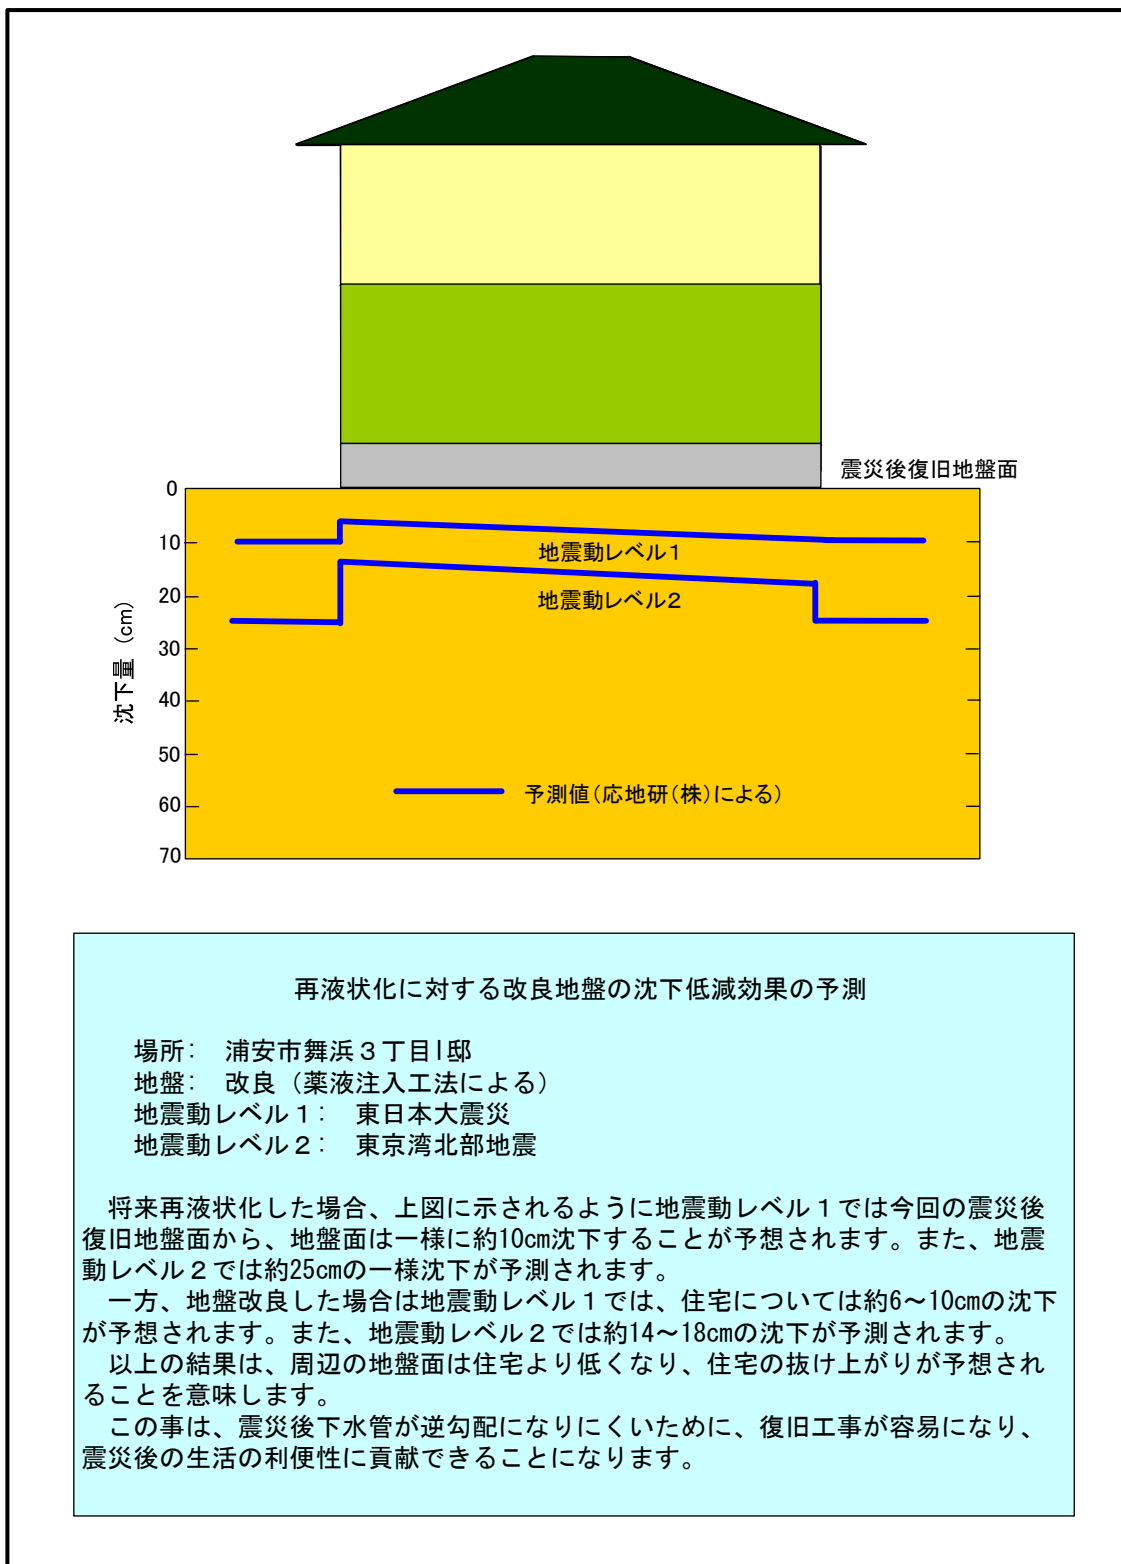 震災後復旧地盤面
0
10
20
30
40
50
60
70
沈下量 (cm)
地震動レベル1
地震動レベル2
予測値(応地研(株)による)
再液状化に対する改良地盤の沈下低減効果の予測
場所: 浦安市舞浜３丁目I邸
地盤: 改良（薬液注入工法による）
地震動レベル１: 東日本大震災
地震動レベル２: 東京湾北部地震
将来再液状化した場合、上図に示されるように地震動レベル１では今回の震災後
復旧地盤面から、地盤面は一様に約10cm沈下することが予想されます。また、地震
動レベル２では約25cmの一様沈下が予測されます。
一方、地盤改良した場合は地震動レベル１では、住宅については約6～10cmの沈下
が予想されます。また、地震動レベル２では約14～18cmの沈下が予測されます。
以上の結果は、周辺の地盤面は住宅より低くなり、住宅の抜け上がりが予想され
ることを意味します。
この事は、震災後下水管が逆勾配になりにくいために、復旧工事が容易になり、
震災後の生活の利便性に貢献できることになります。